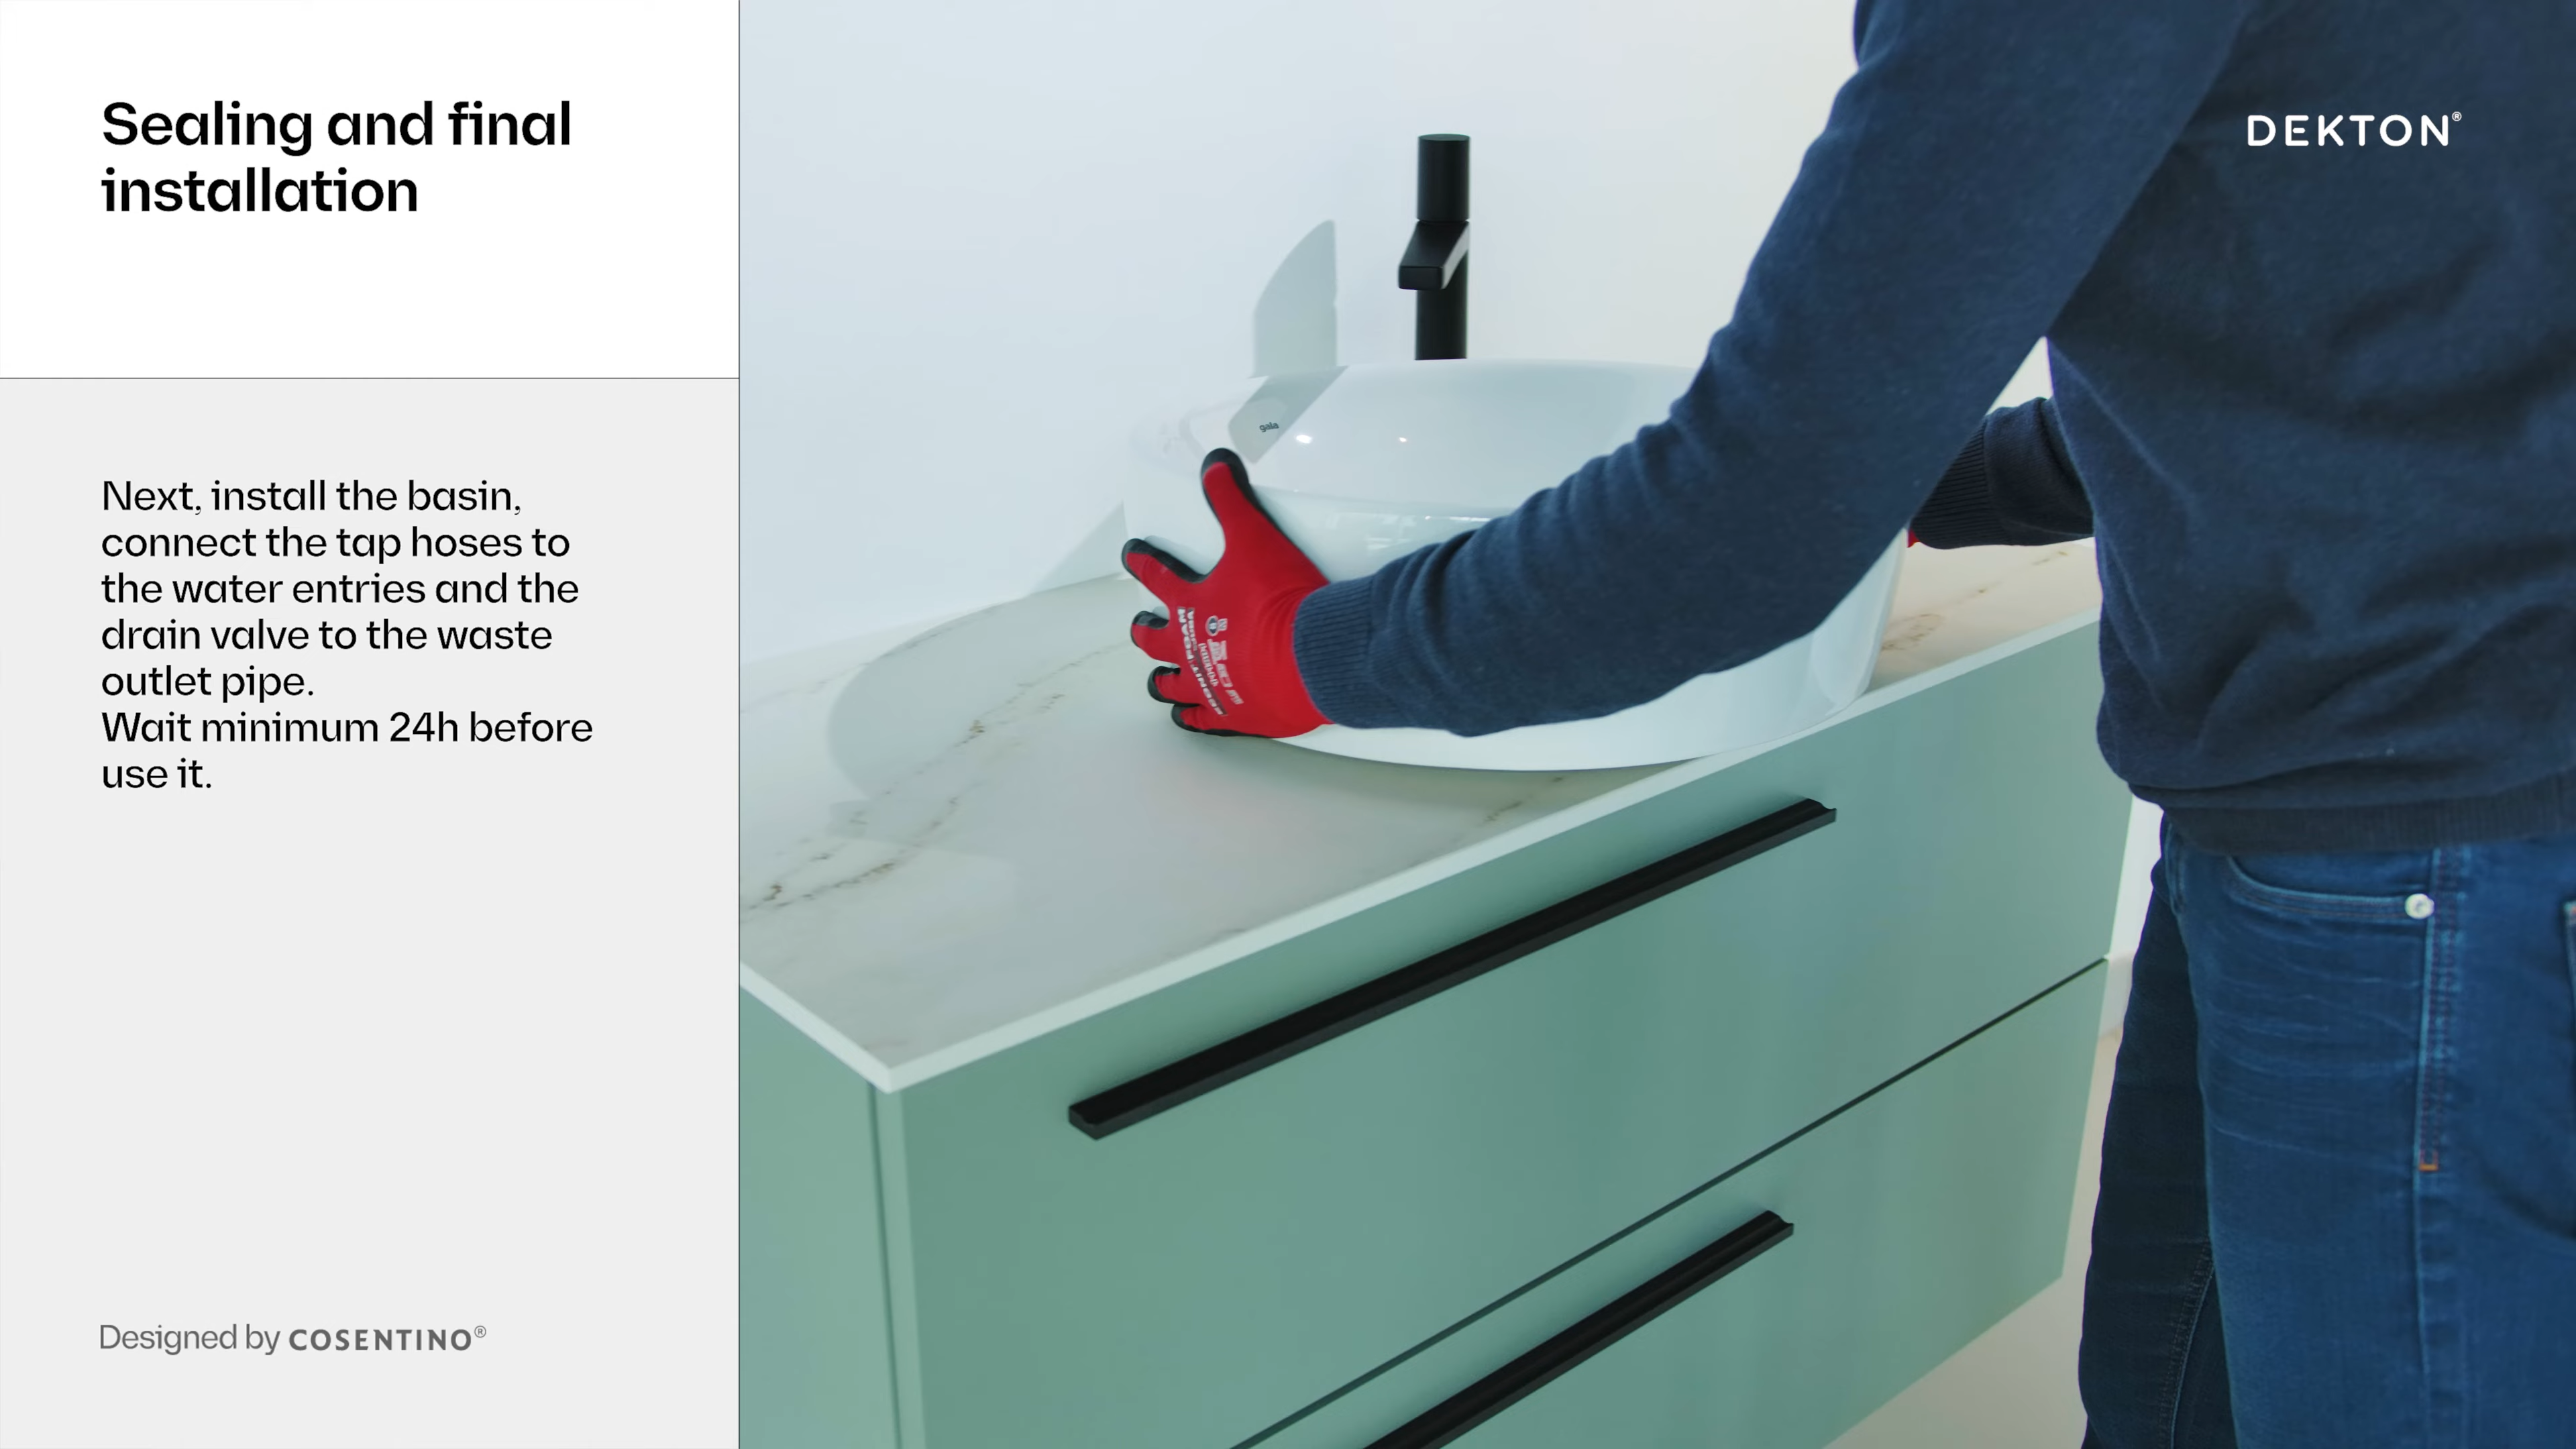 Sealing and final
installation
DEKTON®
gala
Next, install the basin,
connect the tap hoses to
the water entries and the
drain valve to the waste
outlet pipe.
Wait minimum 24h before
use it.
Designed by COSENTINO®